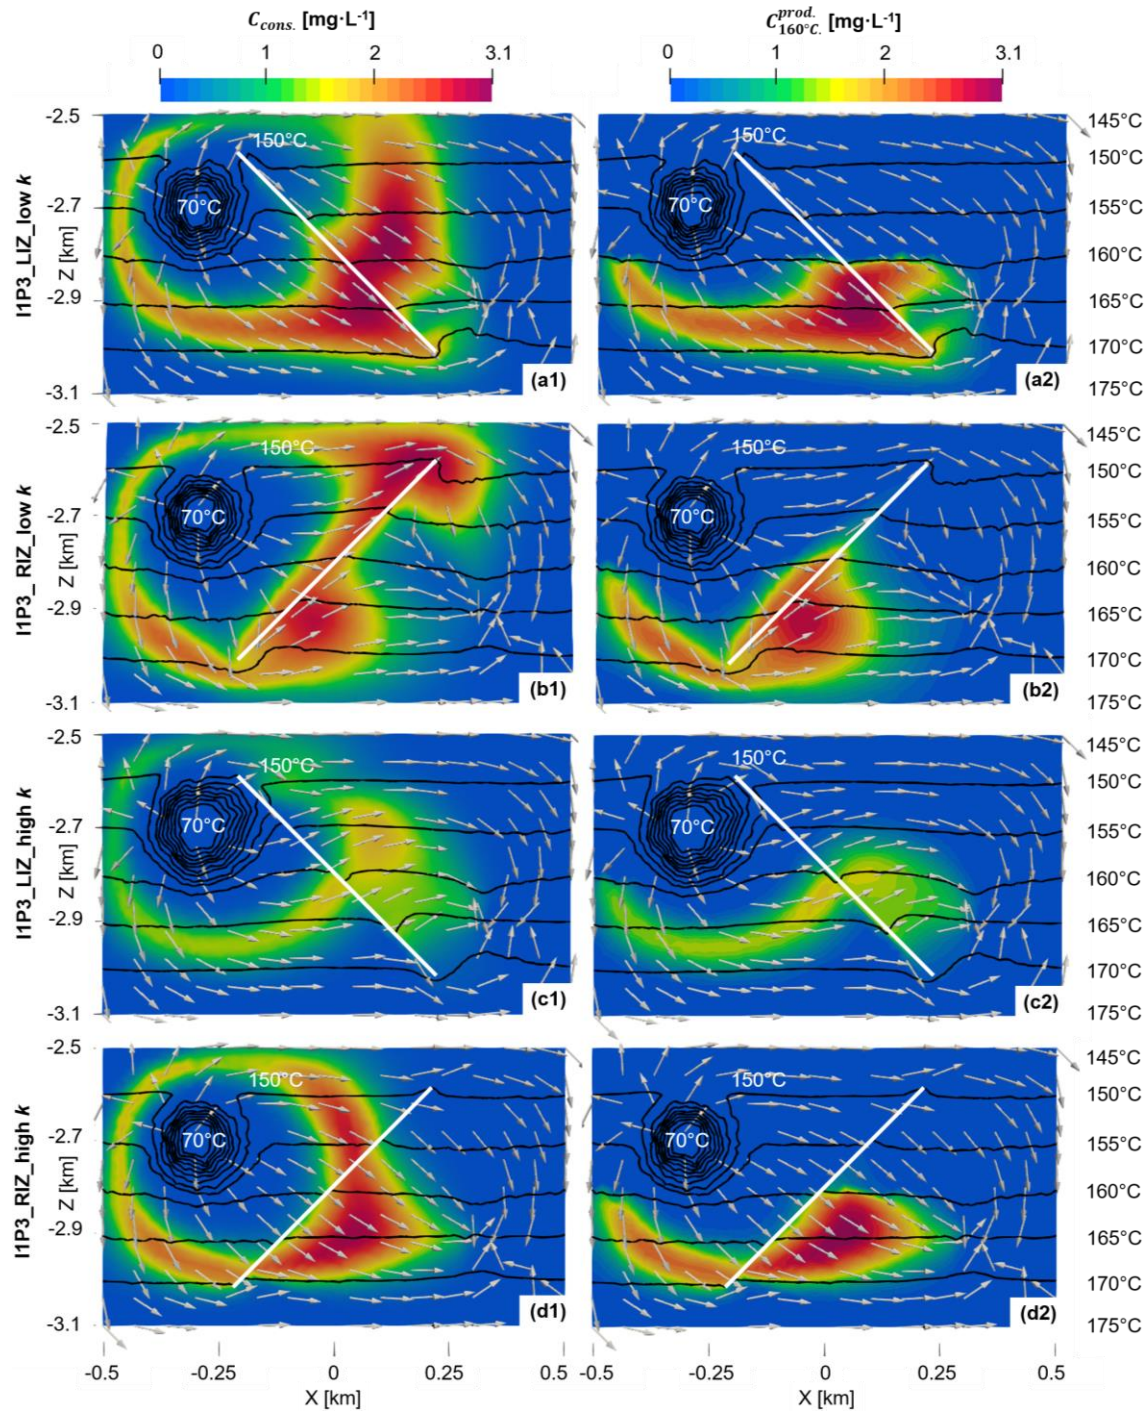 C_cons. [mg·L⁻¹] C^prod._160°C. [mg·L⁻¹]
0 1 2 3.1 0 1 2 3.1
I1P3_LIZ_low k
Z [km]
-2.5 -2.7 -2.9 -3.1
150°C 70°C (a1)
150°C 70°C (a2)
145°C
150°C
155°C
160°C
165°C
170°C
175°C
I1P3_ RIZ_low k
Z [km]
-2.5 -2.7 -2.9 -3.1
150°C 70°C (b1)
150°C 70°C (b2)
145°C
150°C
155°C
160°C
165°C
170°C
175°C
I1P3_LIZ_high k
Z [km]
-2.5 -2.7 -2.9 -3.1
150°C 70°C (c1)
150°C 70°C (c2)
145°C
150°C
155°C
160°C
165°C
170°C
175°C
I1P3_RIZ_high k
Z [km]
-2.5 -2.7 -2.9 -3.1
150°C 70°C (d1)
150°C 70°C (d2)
145°C
150°C
155°C
160°C
165°C
170°C
175°C
-0.5 -0.25 0 0.25 -0.5 -0.25 0 0.25 0.5
X [km] X [km]